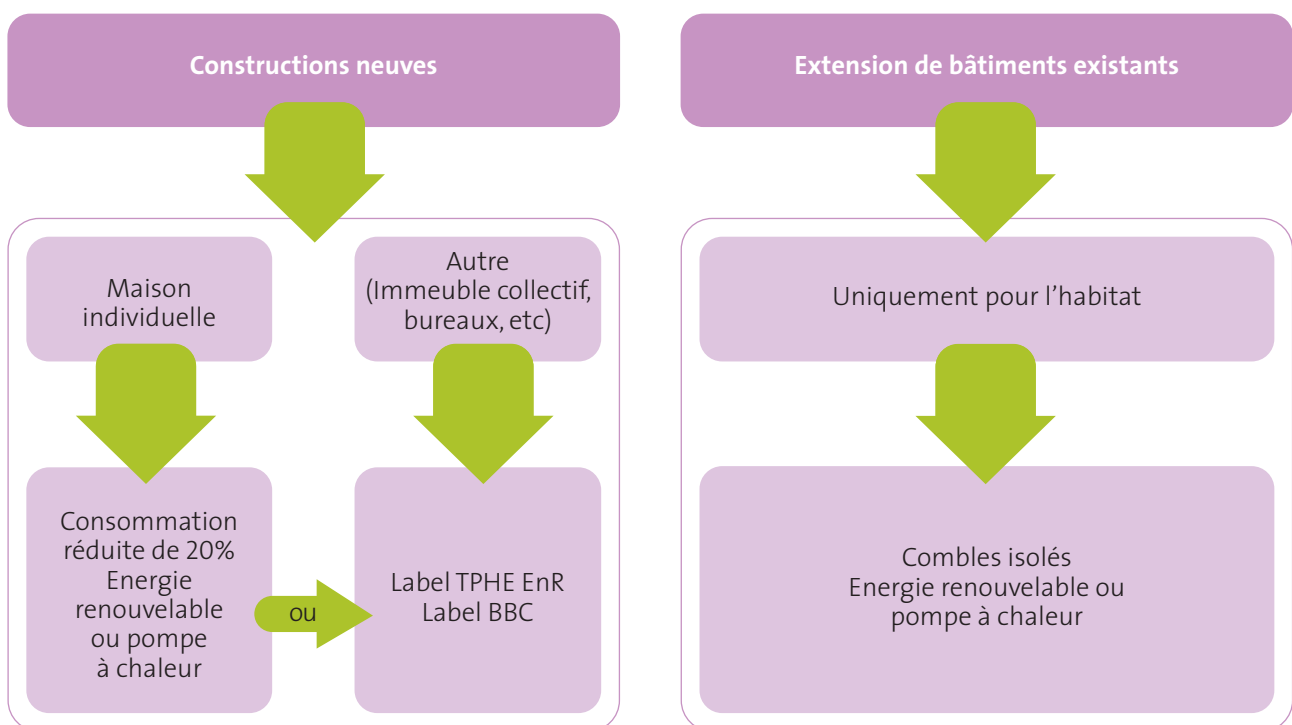 Constructions neuves
Extension de bâtiments existants
Maison
individuelle
Autre
(Immeuble collectif,
bureaux, etc)
Uniquement pour l’habitat
Consommation
réduite de 20%
Energie
renouvelable
ou pompe
à chaleur
ou
Label TPHE EnR
Label BBC
Combles isolés
Energie renouvelable ou
pompe à chaleur